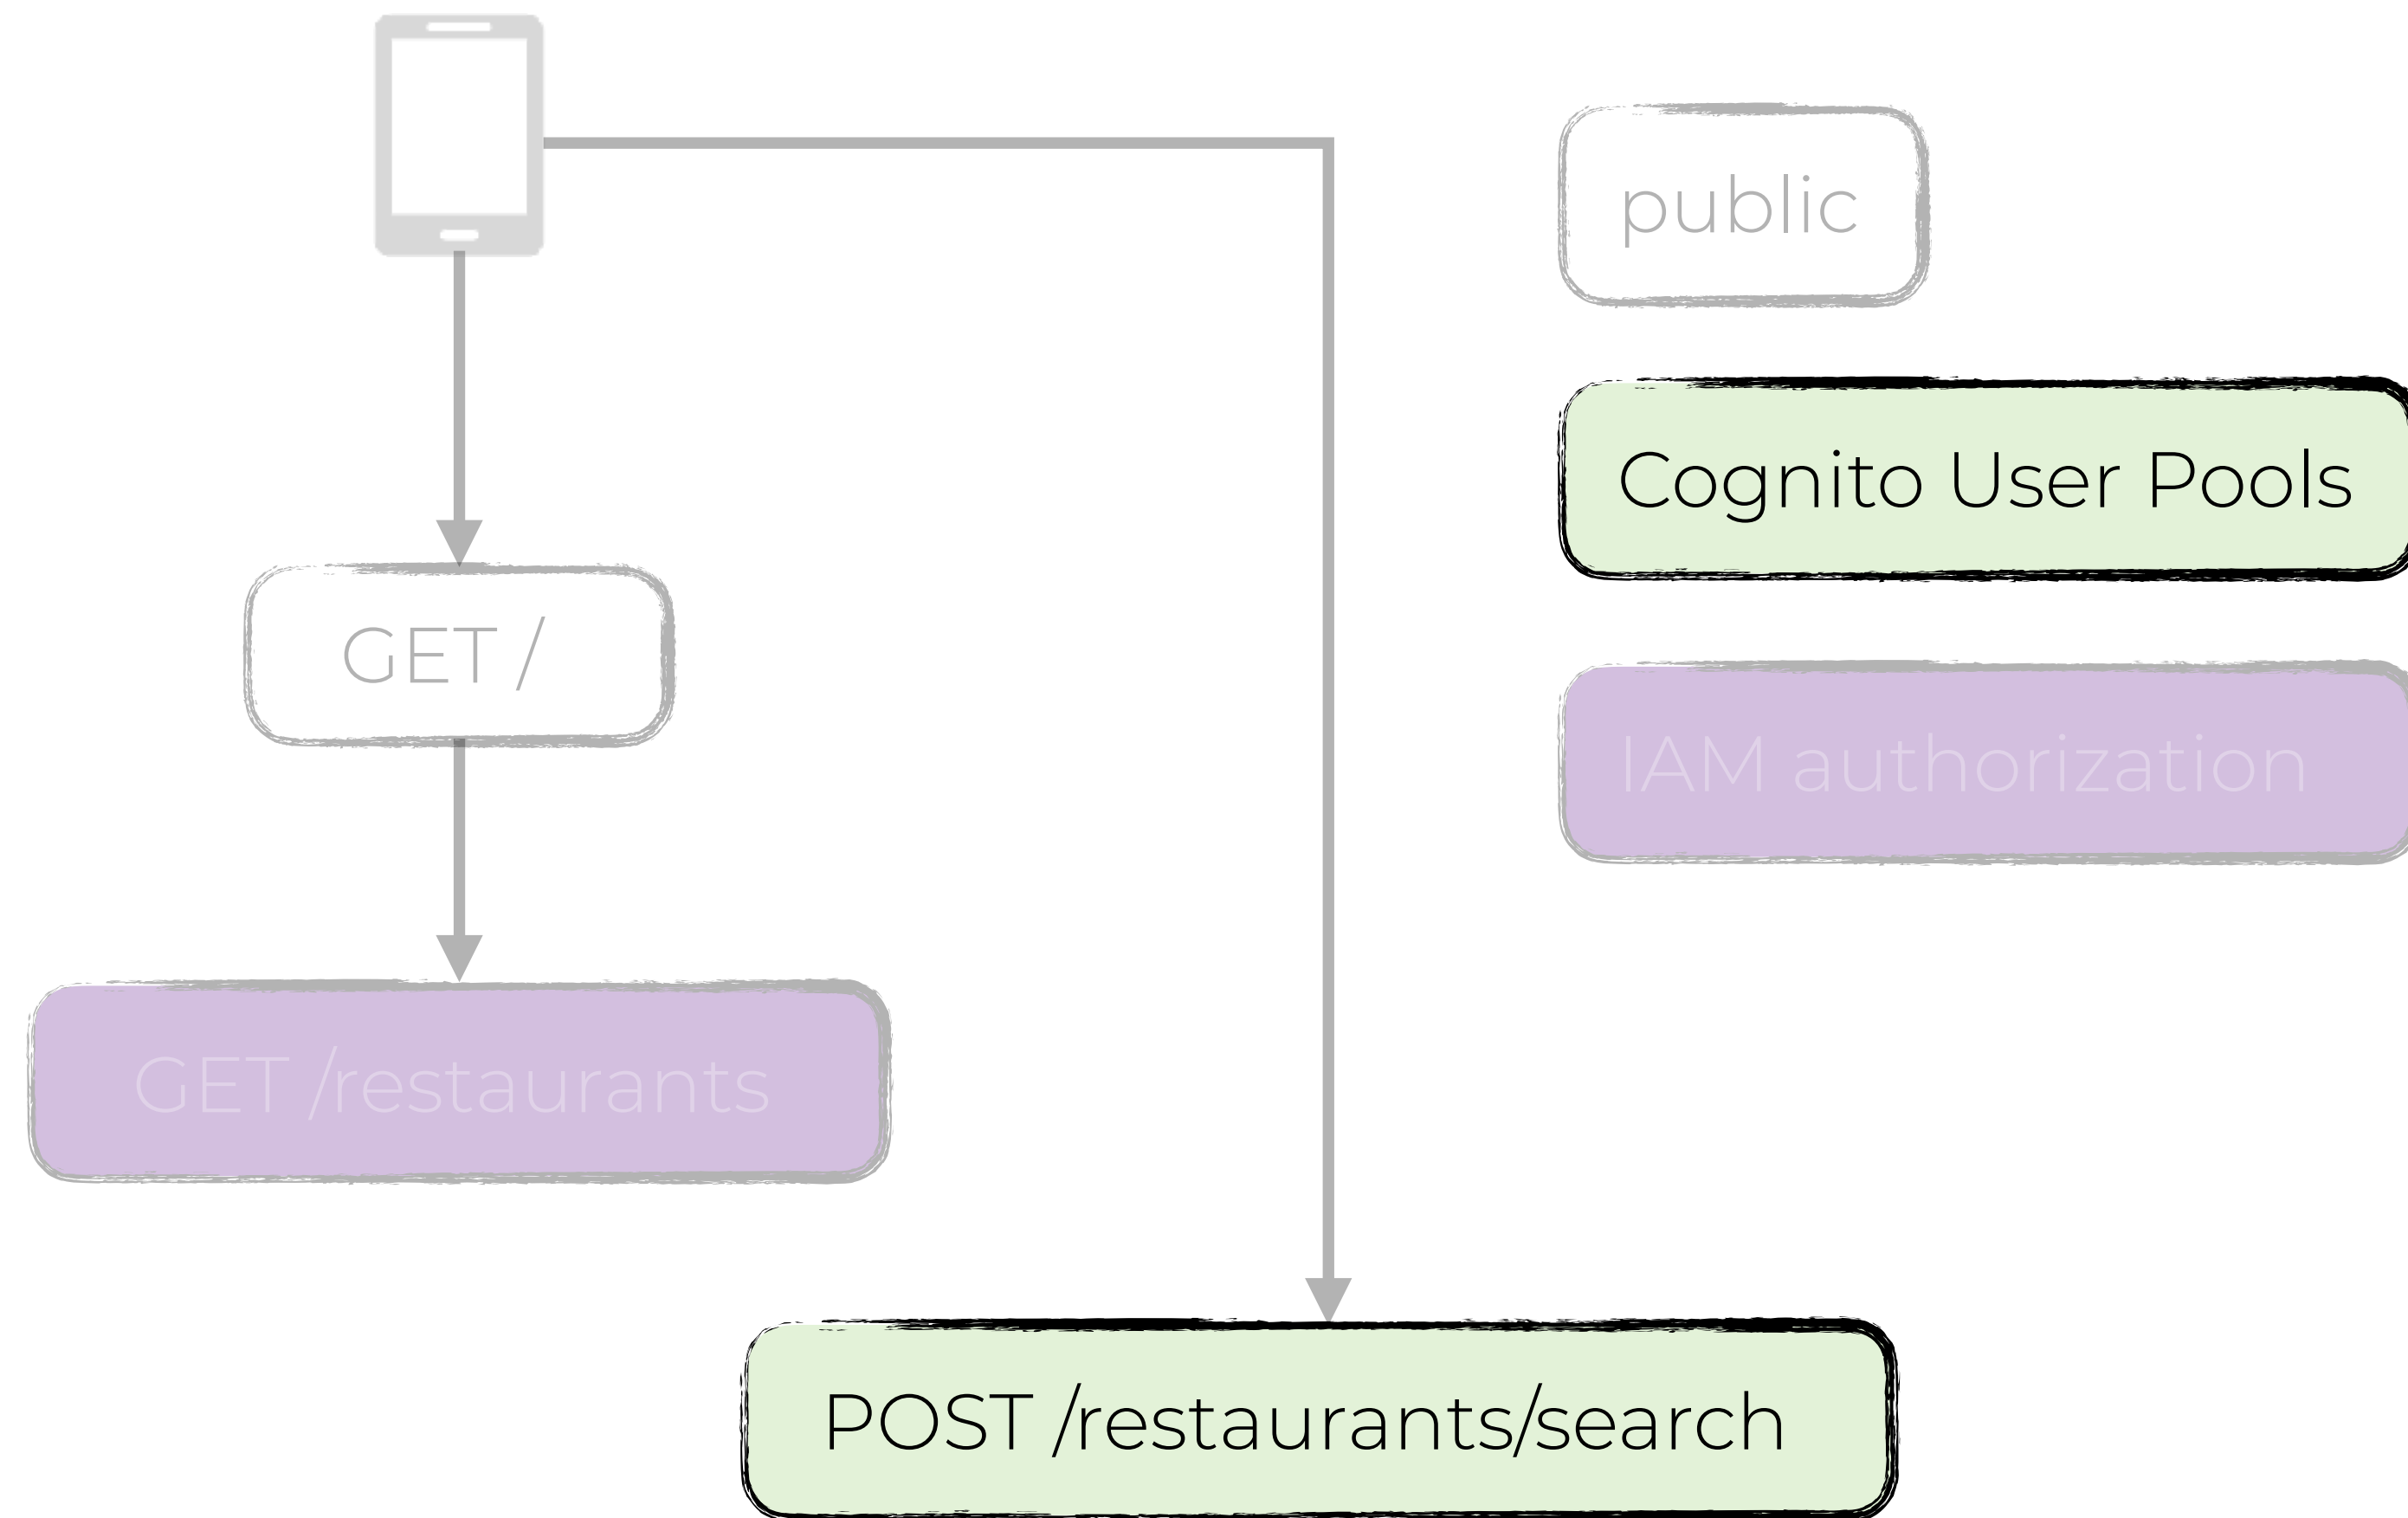 public
Cognito User Pools
GET /
IAM authorization
GET /restaurants
POST /restaurants/search